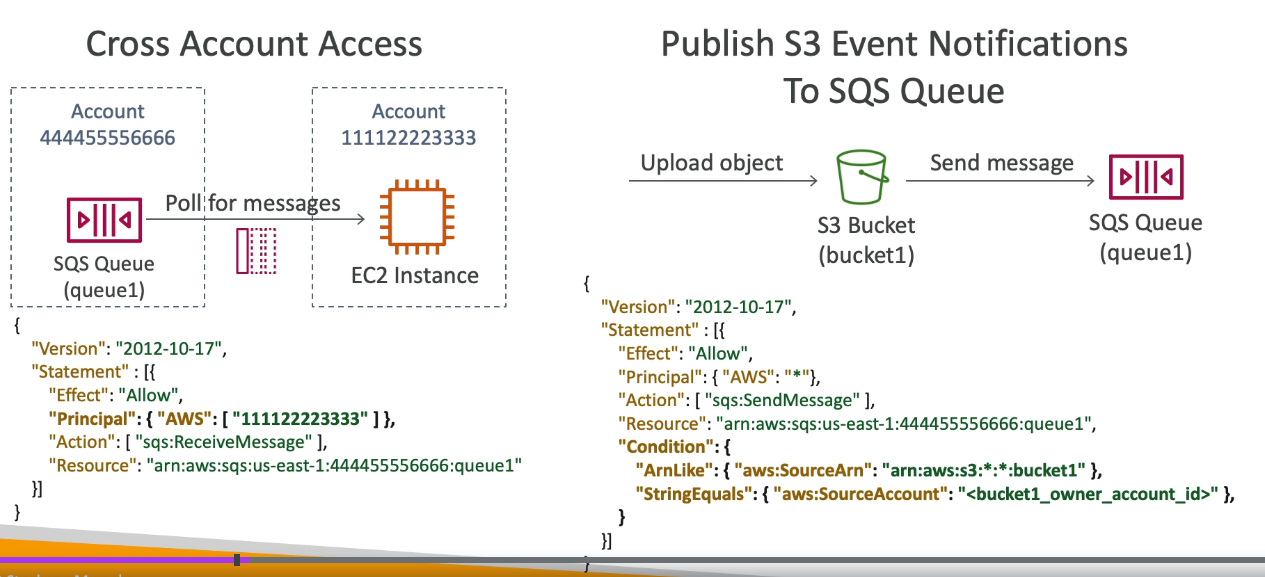 Cross Account Access
Account
444455556666
Account
111122223333
Poll for messages
SQS Queue
(queue1)
EC2 Instance
{
"Version": "2012-10-17",
"Statement" : [{
"Effect": "Allow",
"Principal": { "AWS": [ "111122223333" ] },
"Action": [ "sqs:ReceiveMessage" ],
"Resource": "arn:aws:sqs:us-east-1:444455556666:queue1"
}]
}
Publish S3 Event Notifications
To SQS Queue
Upload object
Send message
S3 Bucket
(bucket1)
SQS Queue
(queue1)
{
"Version": "2012-10-17",
"Statement" : [{
"Effect": "Allow",
"Principal": { "AWS": "*"},
"Action": [ "sqs:SendMessage" ],
"Resource": "arn:aws:sqs:us-east-1:444455556666:queue1",
"Condition": {
"ArnLike": { "aws:SourceArn": "arn:aws:s3:*:*:bucket1" },
"StringEquals": { "aws:SourceAccount": "<bucket1_owner_account_id>" },
}
}]
}